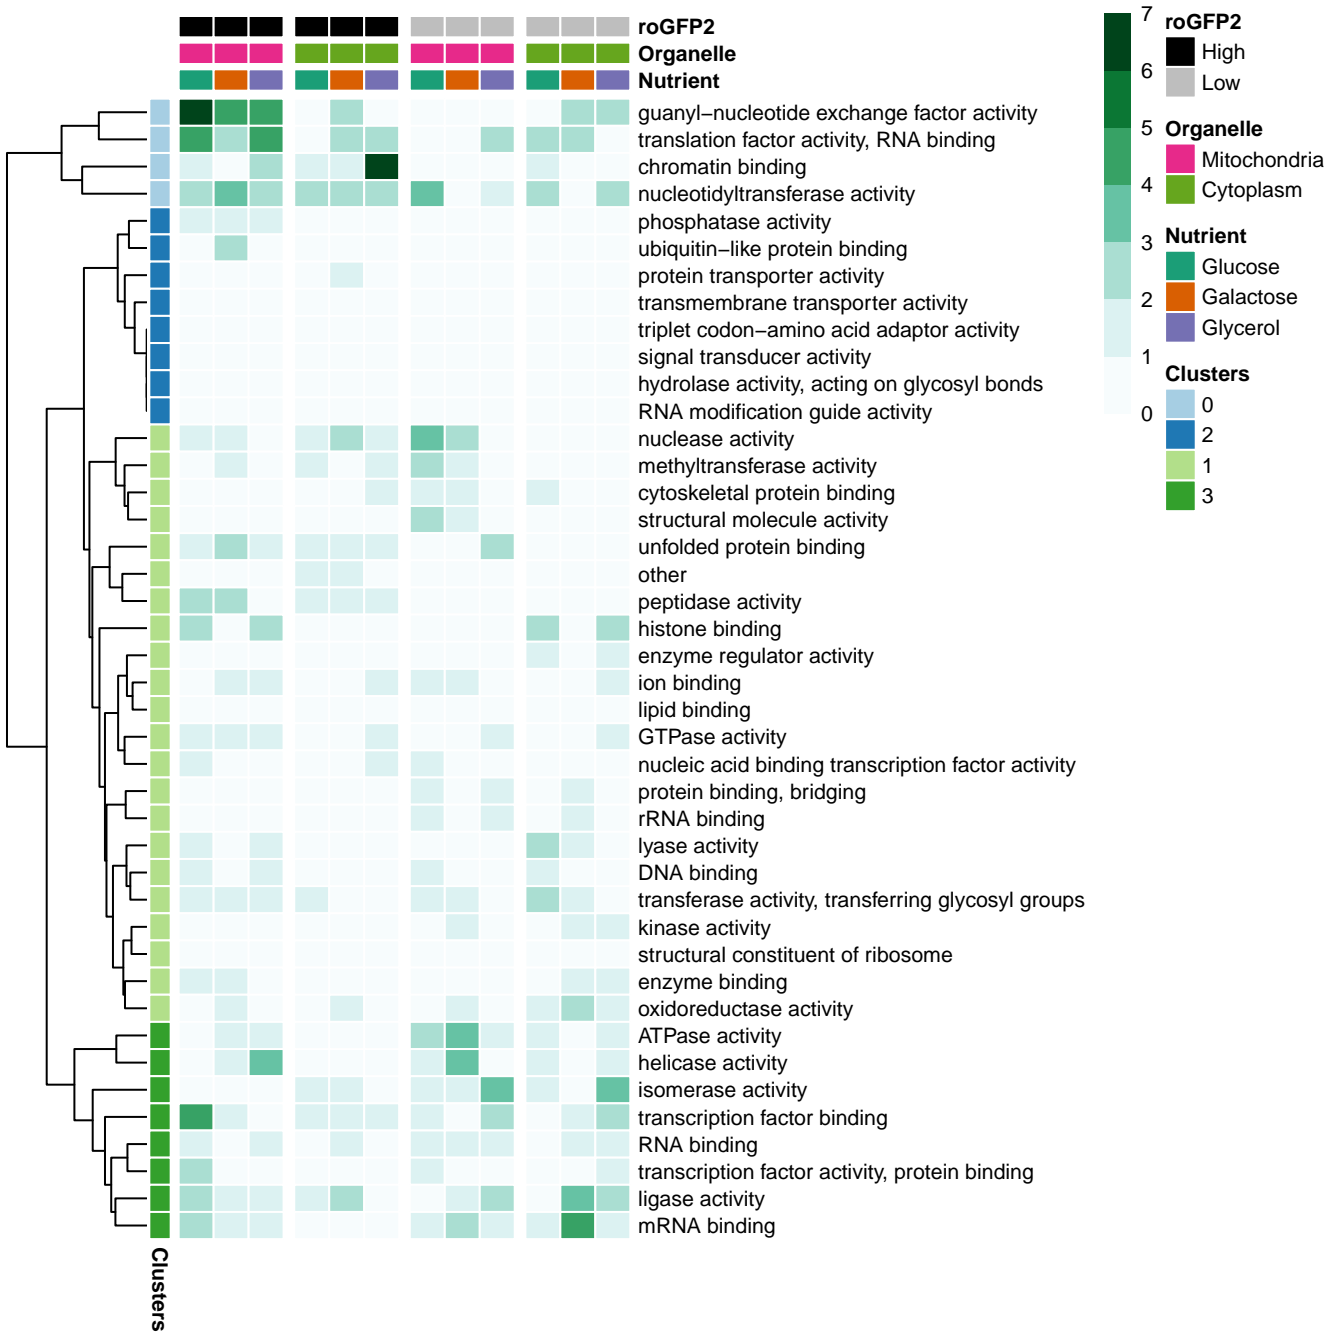 roGFP2
Organelle
Nutrient
guanyl−nucleotide exchange factor activity
translation factor activity, RNA binding
chromatin binding
nucleotidyltransferase activity
phosphatase activity
ubiquitin−like protein binding
protein transporter activity
transmembrane transporter activity
triplet codon−amino acid adaptor activity
signal transducer activity
hydrolase activity, acting on glycosyl bonds
RNA modification guide activity
nuclease activity
methyltransferase activity
cytoskeletal protein binding
structural molecule activity
unfolded protein binding
other
peptidase activity
histone binding
enzyme regulator activity
ion binding
lipid binding
GTPase activity
nucleic acid binding transcription factor activity
protein binding, bridging
rRNA binding
lyase activity
DNA binding
transferase activity, transferring glycosyl groups
kinase activity
structural constituent of ribosome
enzyme binding
oxidoreductase activity
ATPase activity
helicase activity
isomerase activity
transcription factor binding
RNA binding
transcription factor activity, protein binding
ligase activity
mRNA binding
Clusters
7
6
5
4
3
2
1
0
roGFP2
High
Low
Organelle
Mitochondria
Cytoplasm
Nutrient
Glucose
Galactose
Glycerol
Clusters
0
2
1
3